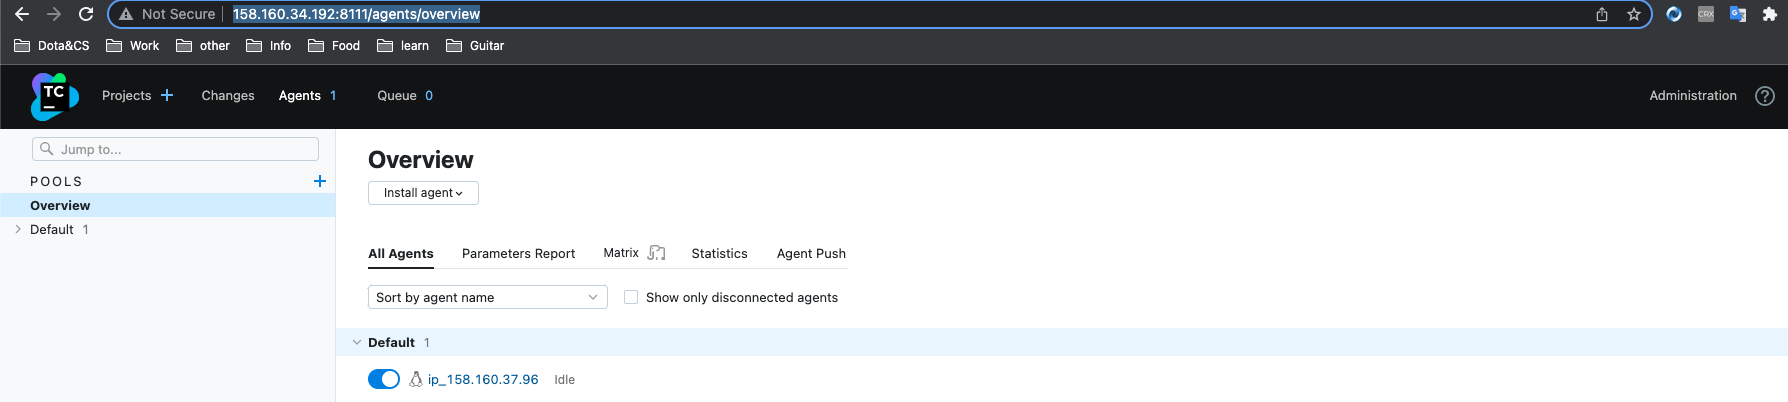 Not Secure 158.160.34.192:8111/agents/overview CRX
Dota&CS Work other Info Food learn Guitar
TC Projects Changes Agents 1 Queue 0 Administration ?
Jump to...
POOLS
Overview
Default 1
Overview
Install agent
All Agents Parameters Report Matrix Statistics Agent Push
Sort by agent name Show only disconnected agents
Default 1
ip_158.160.37.96 Idle